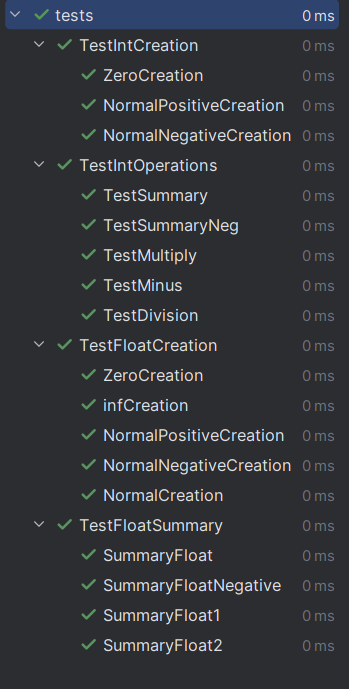 tests 0 ms
TestIntCreation 0 ms
ZeroCreation 0 ms
NormalPositiveCreation 0 ms
NormalNegativeCreation 0 ms
TestIntOperations 0 ms
TestSummary 0 ms
TestSummaryNeg 0 ms
TestMultiply 0 ms
TestMinus 0 ms
TestDivision 0 ms
TestFloatCreation 0 ms
ZeroCreation 0 ms
infCreation 0 ms
NormalPositiveCreation 0 ms
NormalNegativeCreation 0 ms
NormalCreation 0 ms
TestFloatSummary 0 ms
SummaryFloat 0 ms
SummaryFloatNegative 0 ms
SummaryFloat1 0 ms
SummaryFloat2 0 ms